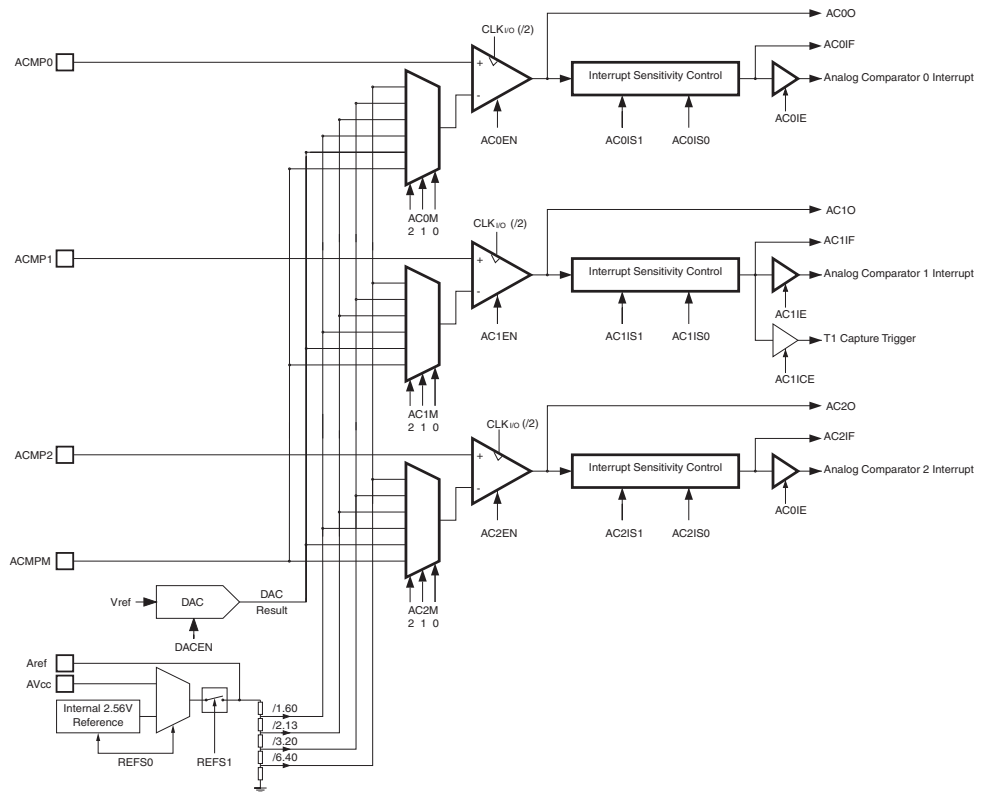 AC0O
CLKI/O (/2)
AC0IF
ACMP0
+
Interrupt Sensitivity Control
Analog Comparator 0 Interrupt
-
AC0IE
AC0EN
AC0IS1
AC0IS0
AC0M
2 1 0
AC1O
CLKI/O (/2)
AC1IF
ACMP1
+
Interrupt Sensitivity Control
Analog Comparator 1 Interrupt
-
AC1IE
AC1EN
AC1IS1
AC1IS0
T1 Capture Trigger
AC1ICE
AC1M
2 1 0
AC2O
CLKI/O (/2)
AC2IF
ACMP2
+
Interrupt Sensitivity Control
Analog Comparator 2 Interrupt
-
AC0IE
AC2EN
AC2IS1
AC2IS0
ACMPM
AC2M
2 1 0
Vref
DAC
DAC
Result
DACEN
Aref
AVcc
Internal 2.56V
Reference
/1.60
/2.13
/3.20
/6.40
REFS0
REFS1